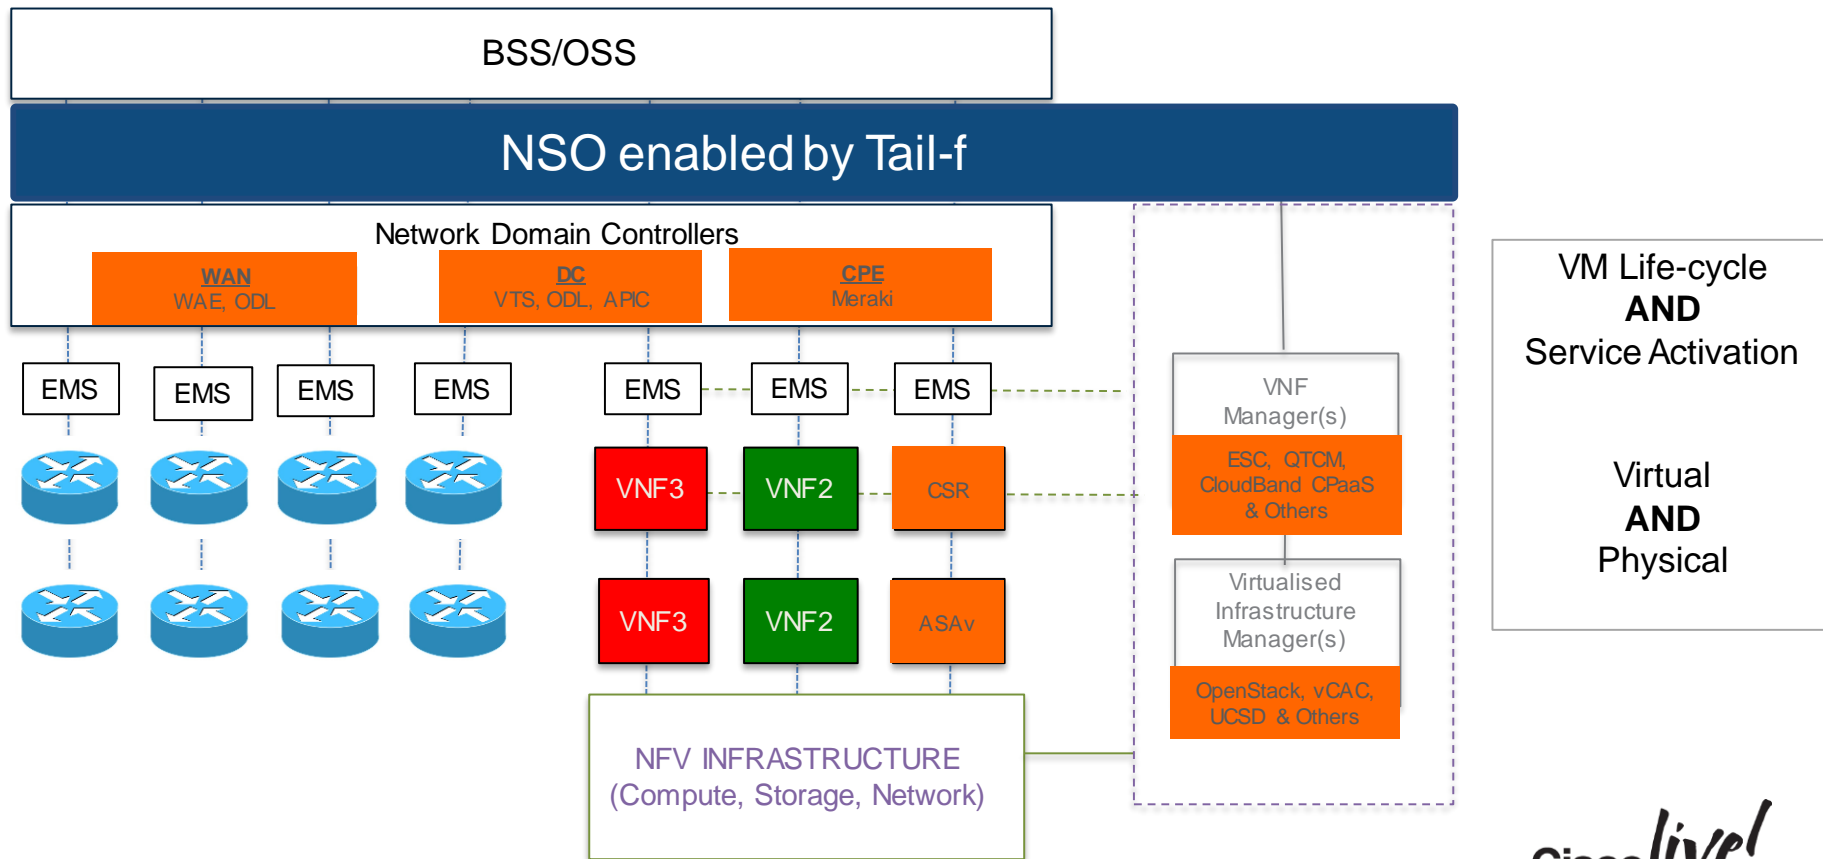 BSS/OSS
NSO enabled by Tail-f
Network Domain Controllers
WAN
WAE, ODL
DC
VTS, ODL, APIC
CPE
Meraki
EMS
EMS
EMS
EMS
EMS
EMS
EMS
VNF3
VNF2
CSR
VNF3
VNF2
ASAv
NFV INFRASTRUCTURE
(Compute, Storage, Network)
VNF
Manager(s)
ESC, QTCM,
CloudBand CPaaS
& Others
Virtualised
Infrastructure
Manager(s)
OpenStack, vCAC,
UCSD & Others
VM Life-cycle
AND
Service Activation
Virtual
AND
Physical
Cisco live!